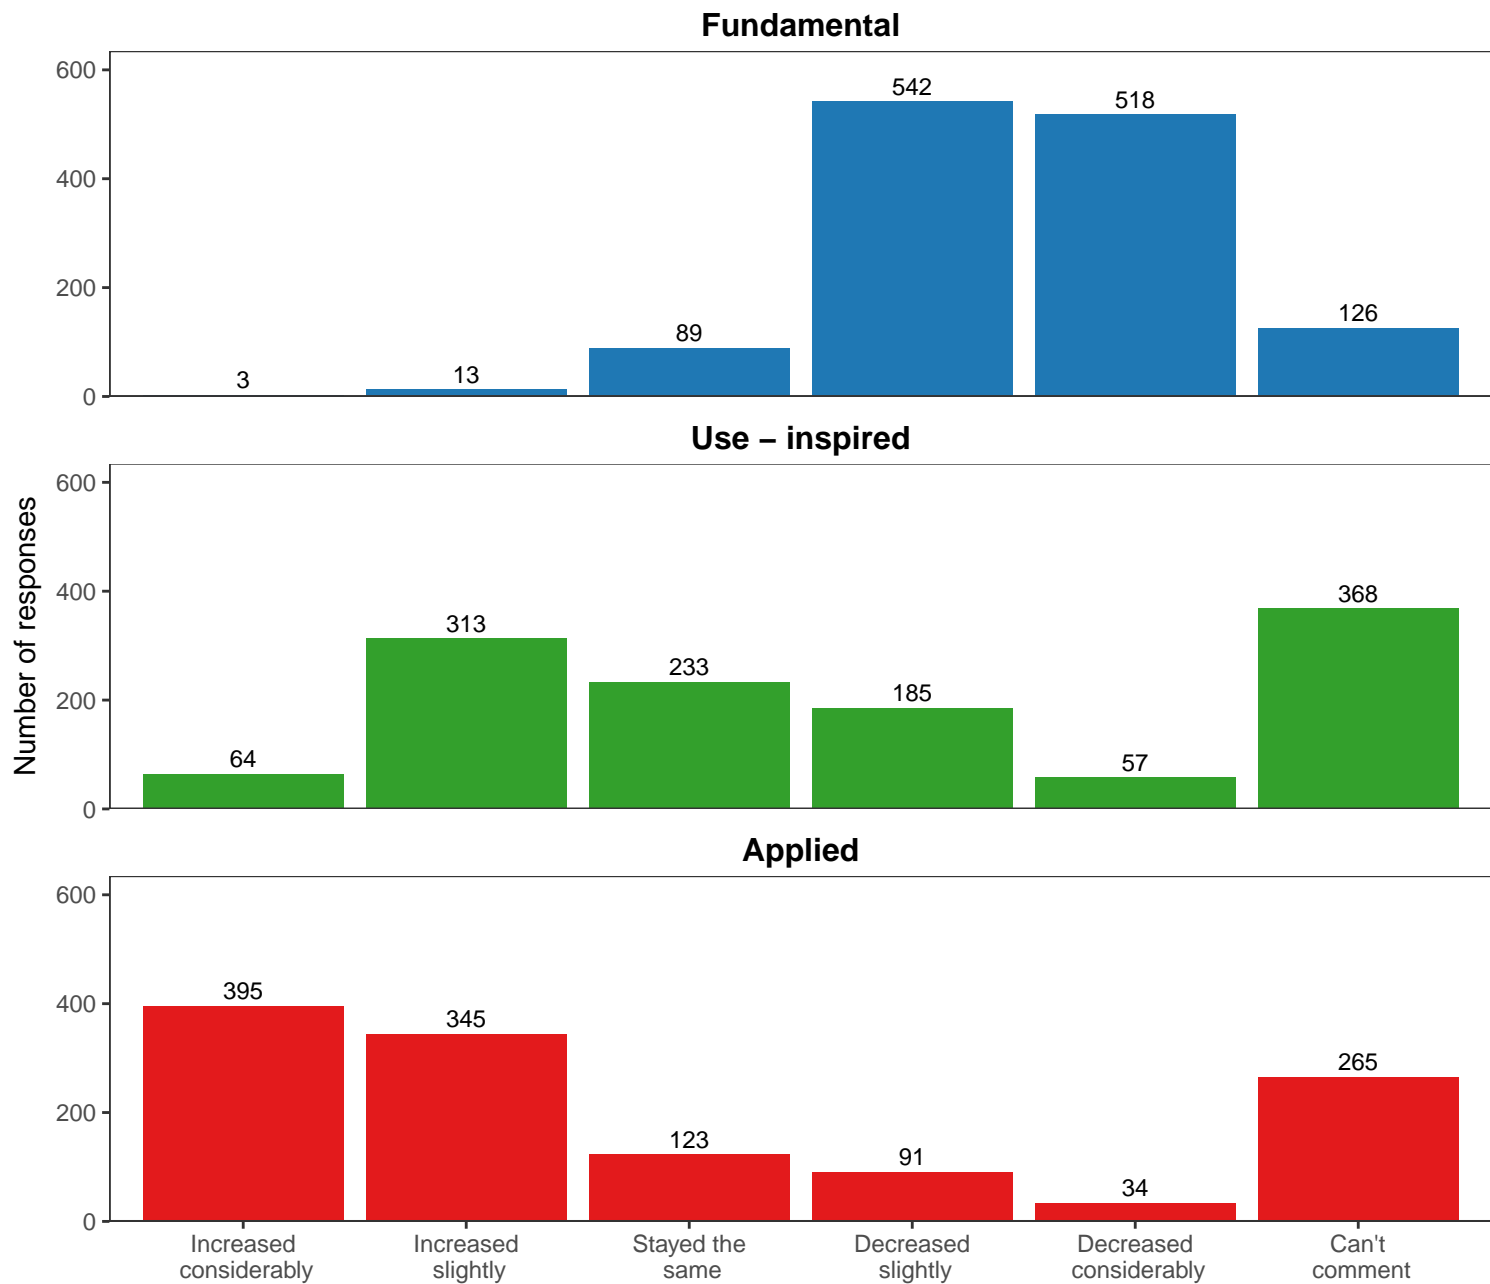 Fundamental
600
400
200
0
3
13
89
542
518
126
Use – inspired
Number of responses
600
400
200
0
64
313
233
185
57
368
Applied
600
400
200
0
395
345
123
91
34
265
Increased
considerably
Increased
slightly
Stayed the
same
Decreased
slightly
Decreased
considerably
Can't
comment